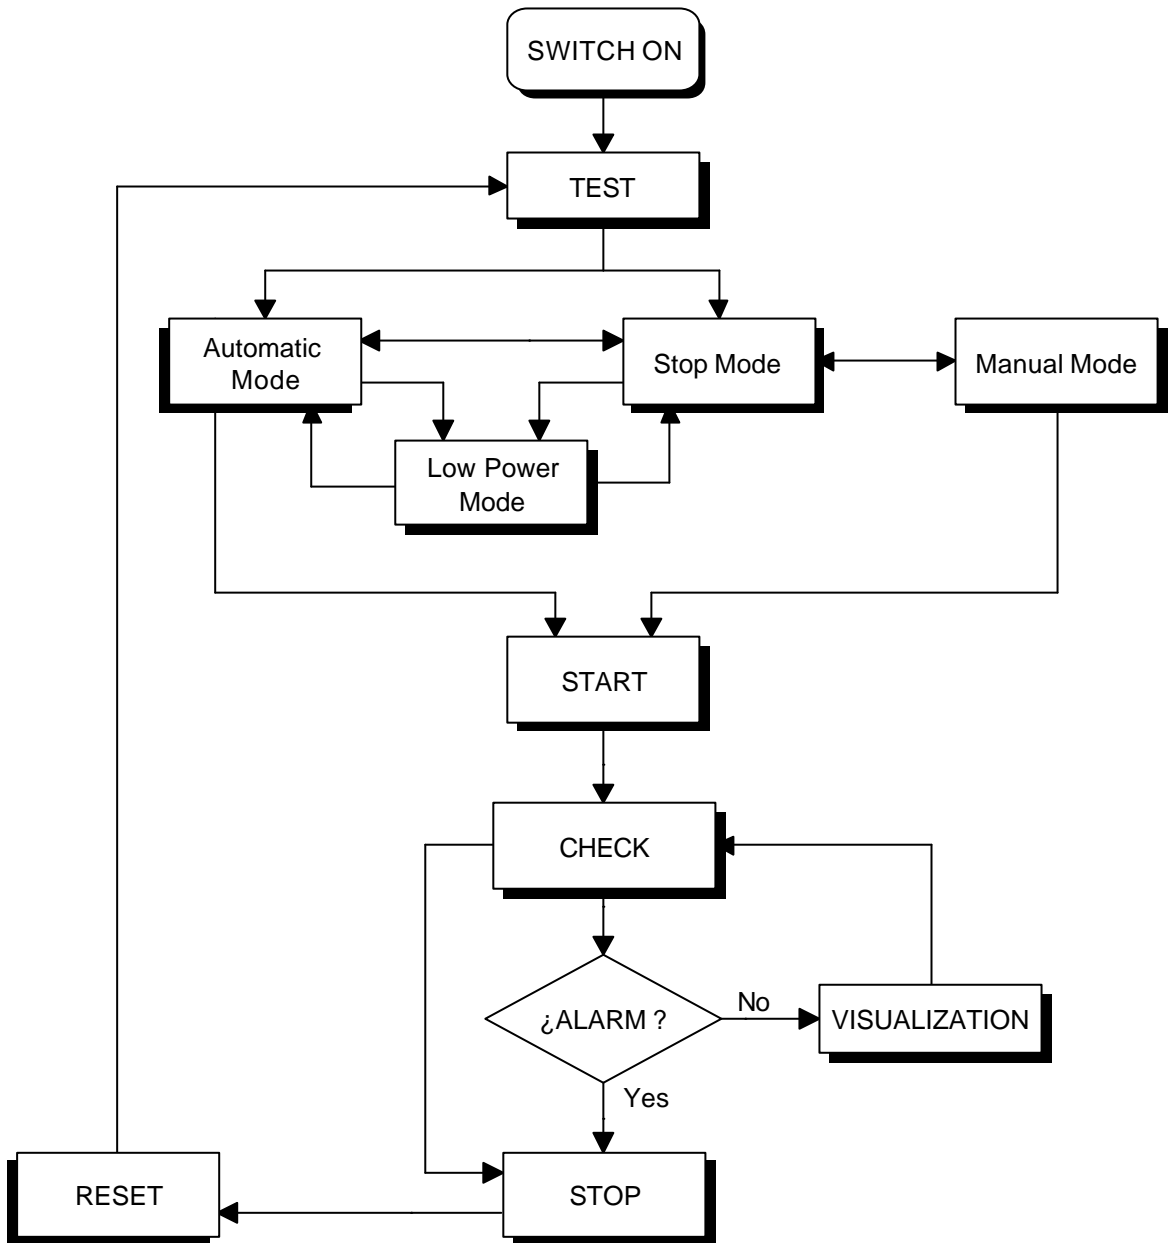 SWITCH ON
TEST
Automatic
Mode
Stop Mode
Manual Mode
Low Power
Mode
START
CHECK
¿ALARM ?
No
VISUALIZATION
Yes
RESET
STOP